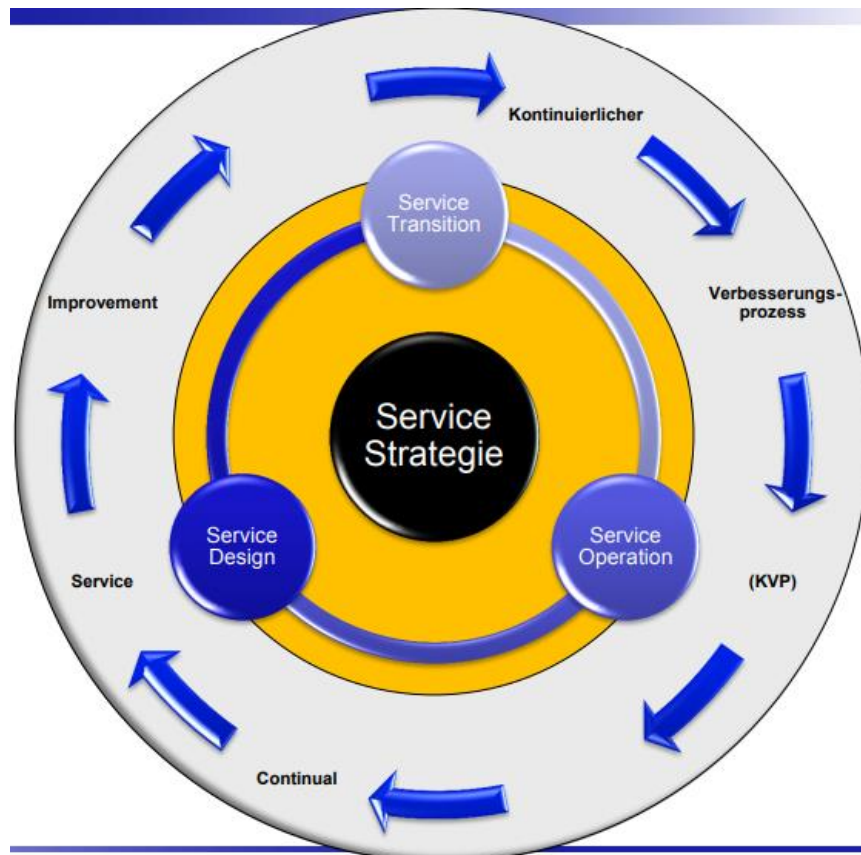 Kontinuierlicher
Verbesserungs-
prozess
(KVP)
Continual
Service
Improvement
Service
Transition
Service
Strategie
Service
Design
Service
Operation